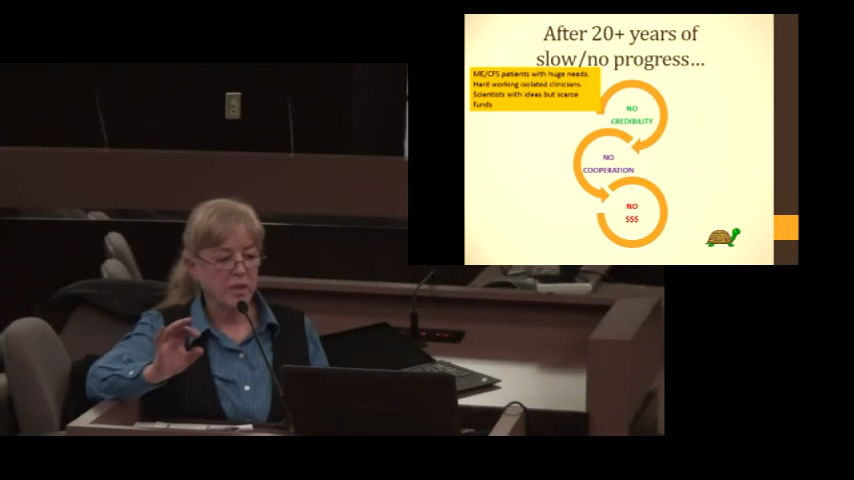 After 20+ years of
slow/no progress...
ME/CFS patients with huge needs.
Hard working isolated clinicians.
Scientists with ideas but scarce
funds
NO
CREDIBILITY
NO
COOPERATION
NO
$$$